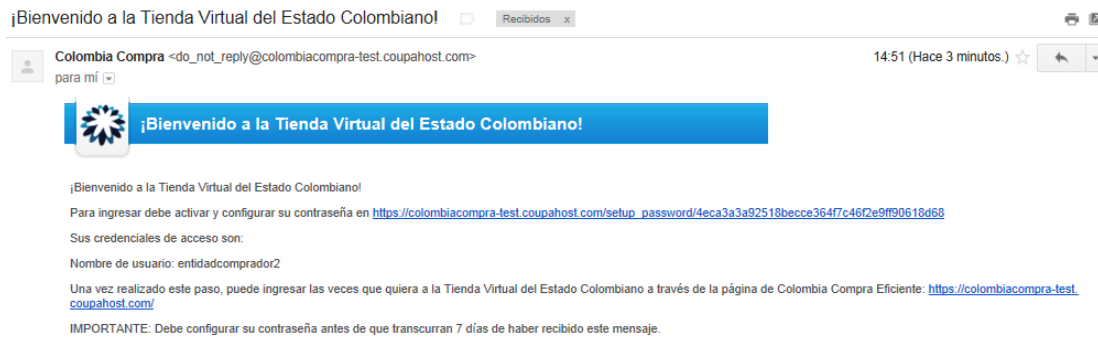 ¡Bienvenido a la Tienda Virtual del Estado Colombiano!
Recibidos x
Colombia Compra <do_not_reply@colombiacompra-test.coupahost.com>
14:51 (Hace 3 minutos.)
para mí
¡Bienvenido a la Tienda Virtual del Estado Colombiano!
¡Bienvenido a la Tienda Virtual del Estado Colombiano!
Para ingresar debe activar y configurar su contraseña en https://colombiacompra-test.coupahost.com/setup_password/4eca3a3a92518becce364f7c46f2e9ff90618d68
Sus credenciales de acceso son:
Nombre de usuario: entidadcomprador2
Una vez realizado este paso, puede ingresar las veces que quiera a la Tienda Virtual del Estado Colombiano a través de la página de Colombia Compra Eficiente: https://colombiacompra-test.
coupahost.com/
IMPORTANTE: Debe configurar su contraseña antes de que transcurran 7 días de haber recibido este mensaje.